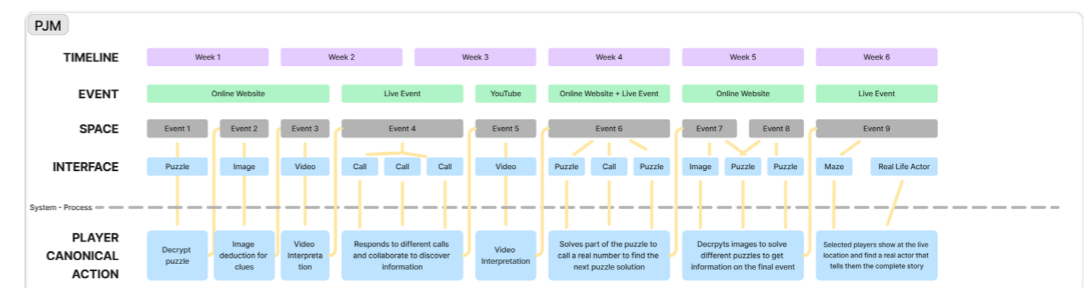 PJM
TIMELINE
Week 1
Week 2
Week 3
Week 4
Week 5
Week 6
EVENT
Online Website
Live Event
YouTube
Online Website + Live Event
Online Website
Live Event
SPACE
Event 1
Event 2
Event 3
Event 4
Event 5
Event 6
Event 7
Event 8
Event 9
INTERFACE
Puzzle
Image
Video
Call
Call
Call
Video
Puzzle
Call
Puzzle
Image
Puzzle
Puzzle
Maze
Real Life Actor
System - Process
PLAYER
CANONICAL
ACTION
Decrypt
puzzle
Image
deduction for
clues
Video
interpreta
tion
Responds to different calls
and collaborate to discover
information
Video
Interpretation
Solves part of the puzzle to
call a real number to find the
next puzzle solution
Decrpyts images to solve
different puzzles to get
information on the final event
Selected players show at the live
location and find a real actor that
tells them the complete story